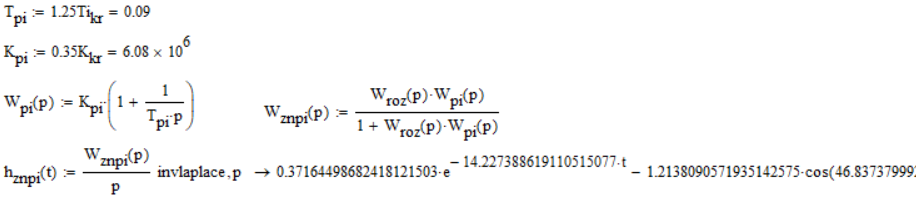 T_pi := 1.25Ti_kr = 0.09
K_pi := 0.35K_kr = 6.08 × 10^6
W_pi(p) := K_pi·(1 + 1/(T_pi·p)) W_znpi(p) := (W_roz(p)·W_pi(p))/(1 + W_roz(p)·W_pi(p))
h_znpi(t) := W_znpi(p)/p invlaplace,p → 0.37164498682418121503·e^(-14.227388619110515077·t) - 1.2138090571935142575·cos(46.837379992